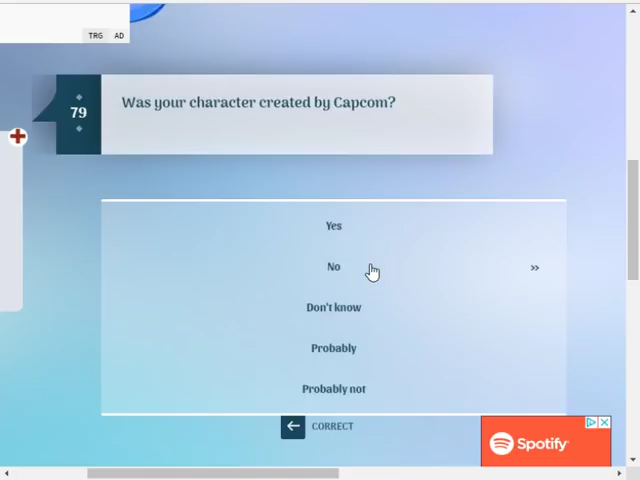 TRG AD
79
Was your character created by Capcom?
Yes
No
Don't know
Probably
Probably not
CORRECT
Spotify